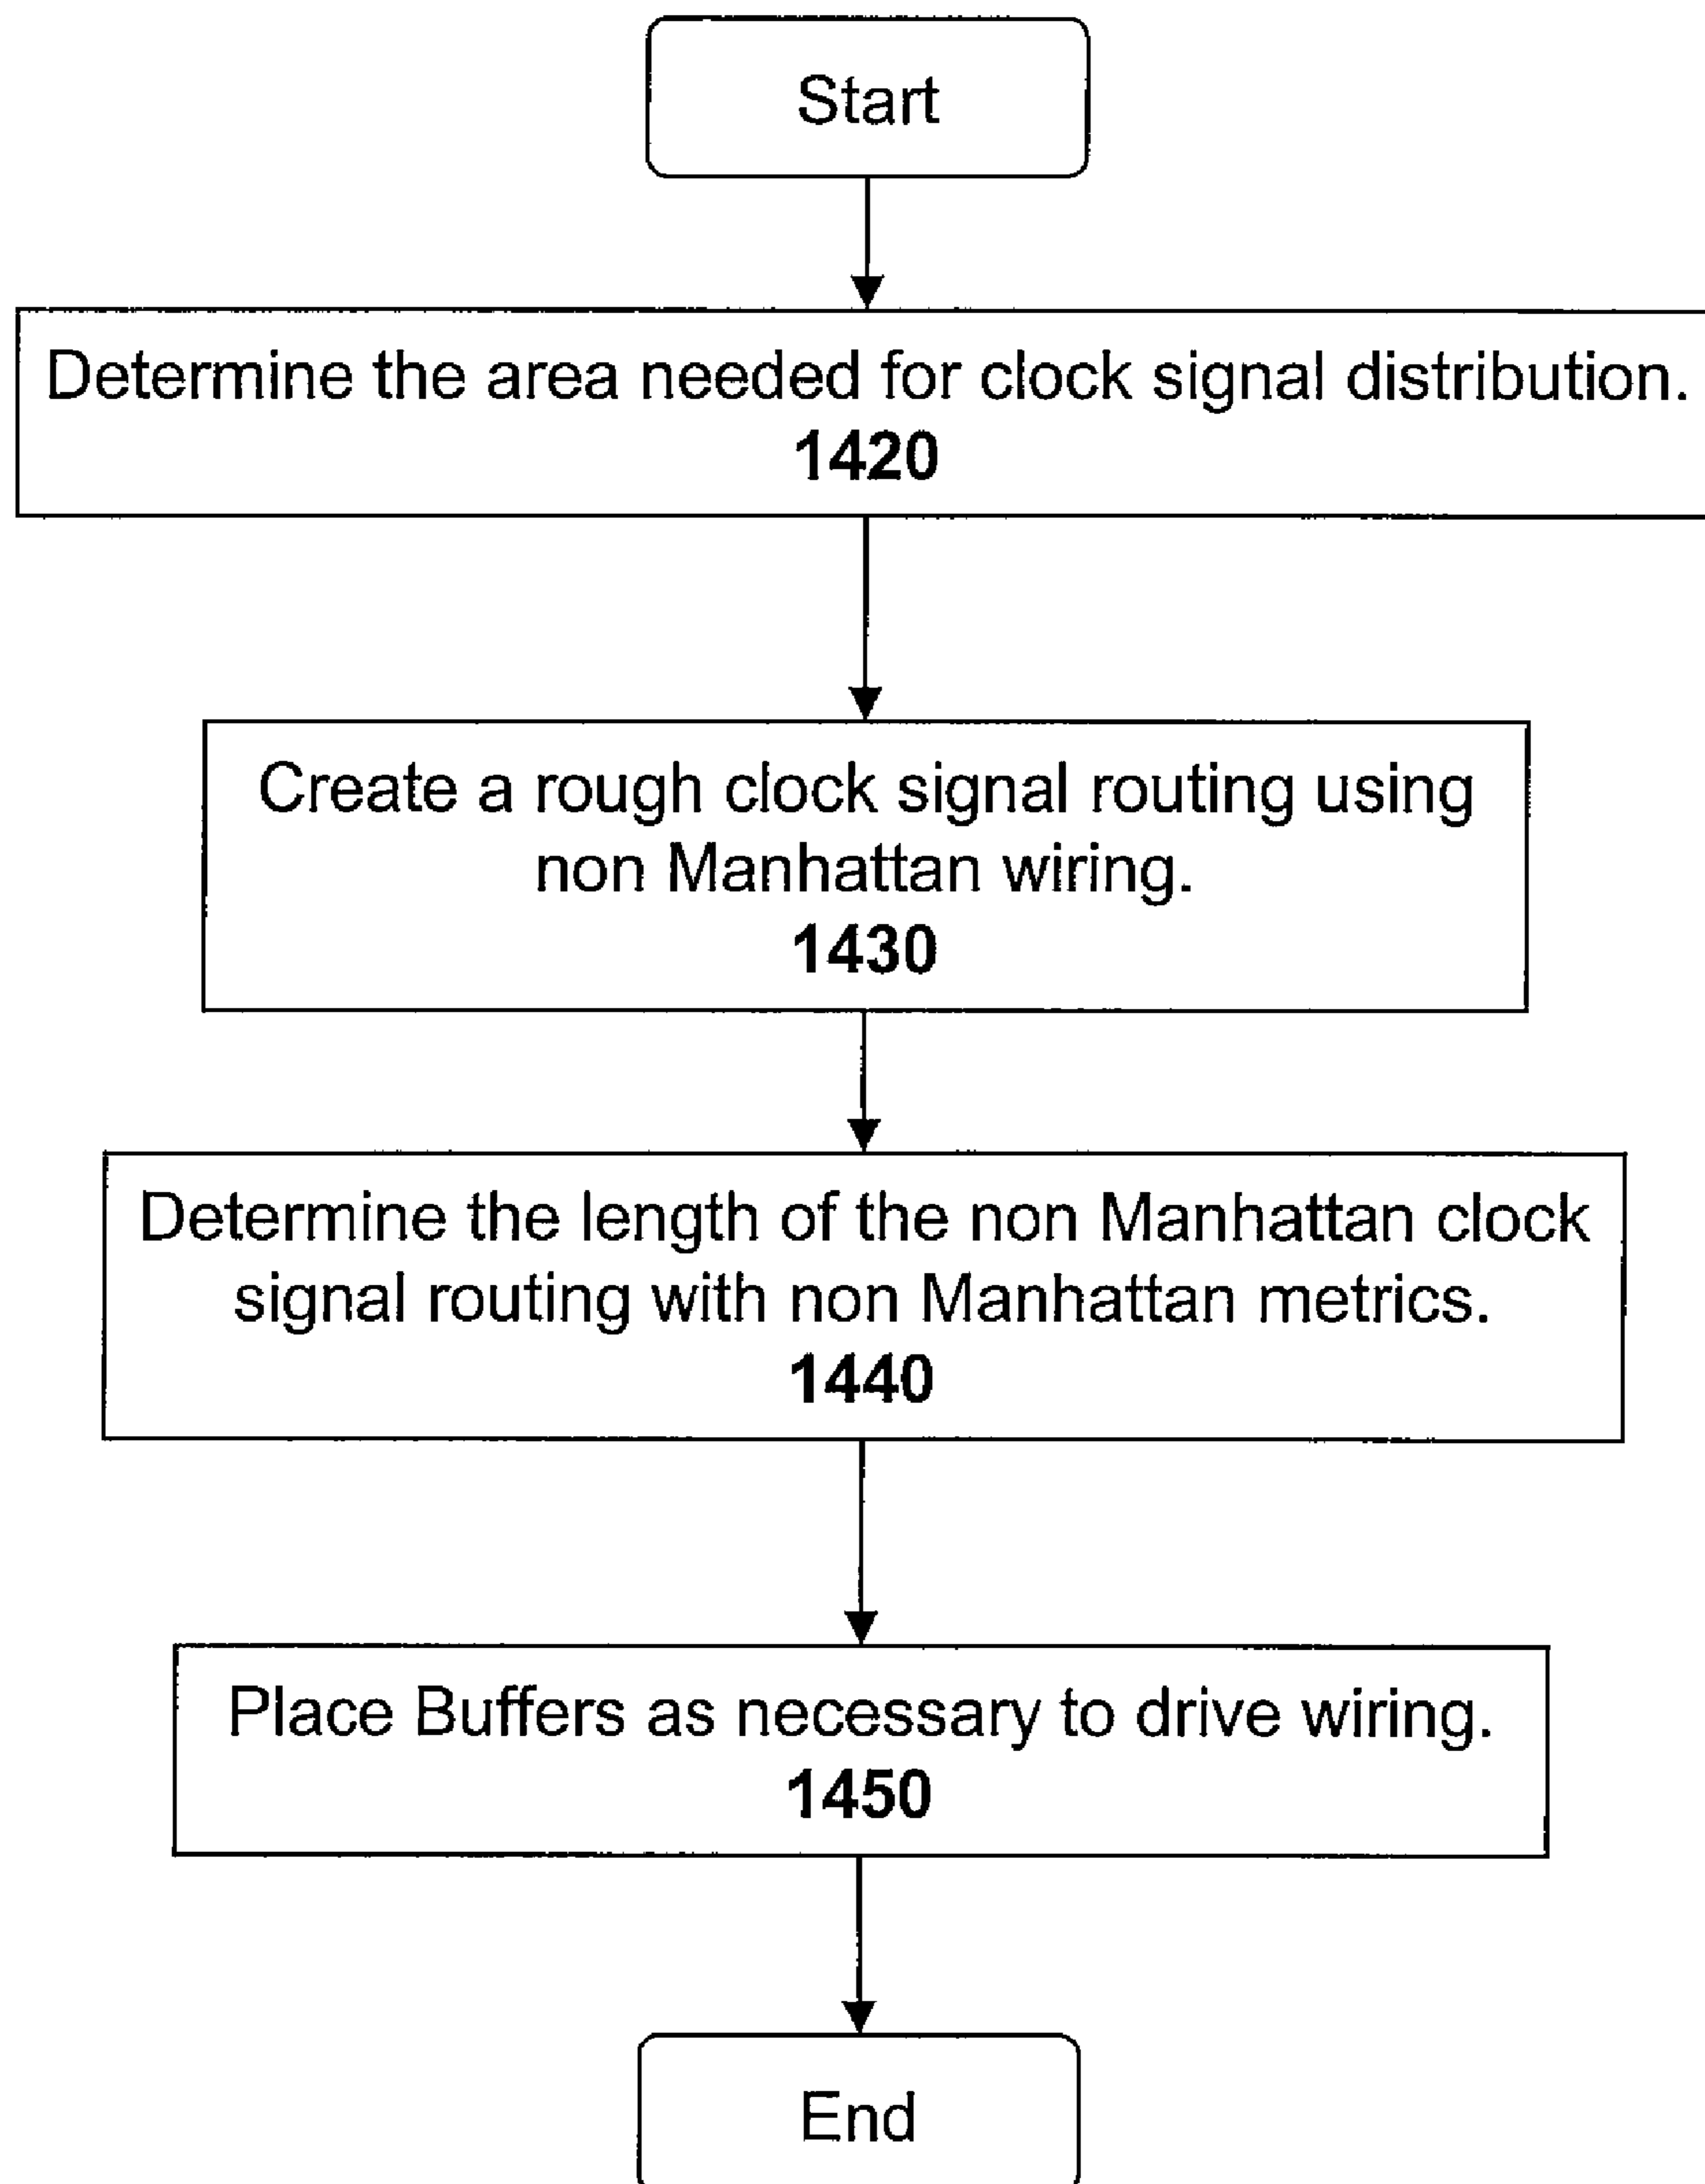 Start
Determine the area needed for clock signal distribution.
1420
Create a rough clock signal routing using
non Manhattan wiring.
1430
Determine the length of the non Manhattan clock
signal routing with non Manhattan metrics.
1440
Place Buffers as necessary to drive wiring.
1450
End